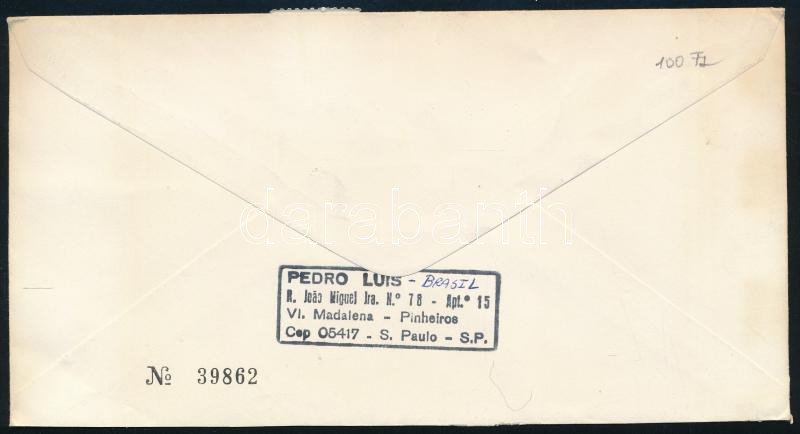 100 Ft
darabanth
PEDRO LUIS - BRASIL
R. João Miguel Jra. N.º 78 - Apt.º 15
Vl. Madalena - Pinheiros
Cep 05417 - S. Paulo - S.P.
№ 39862